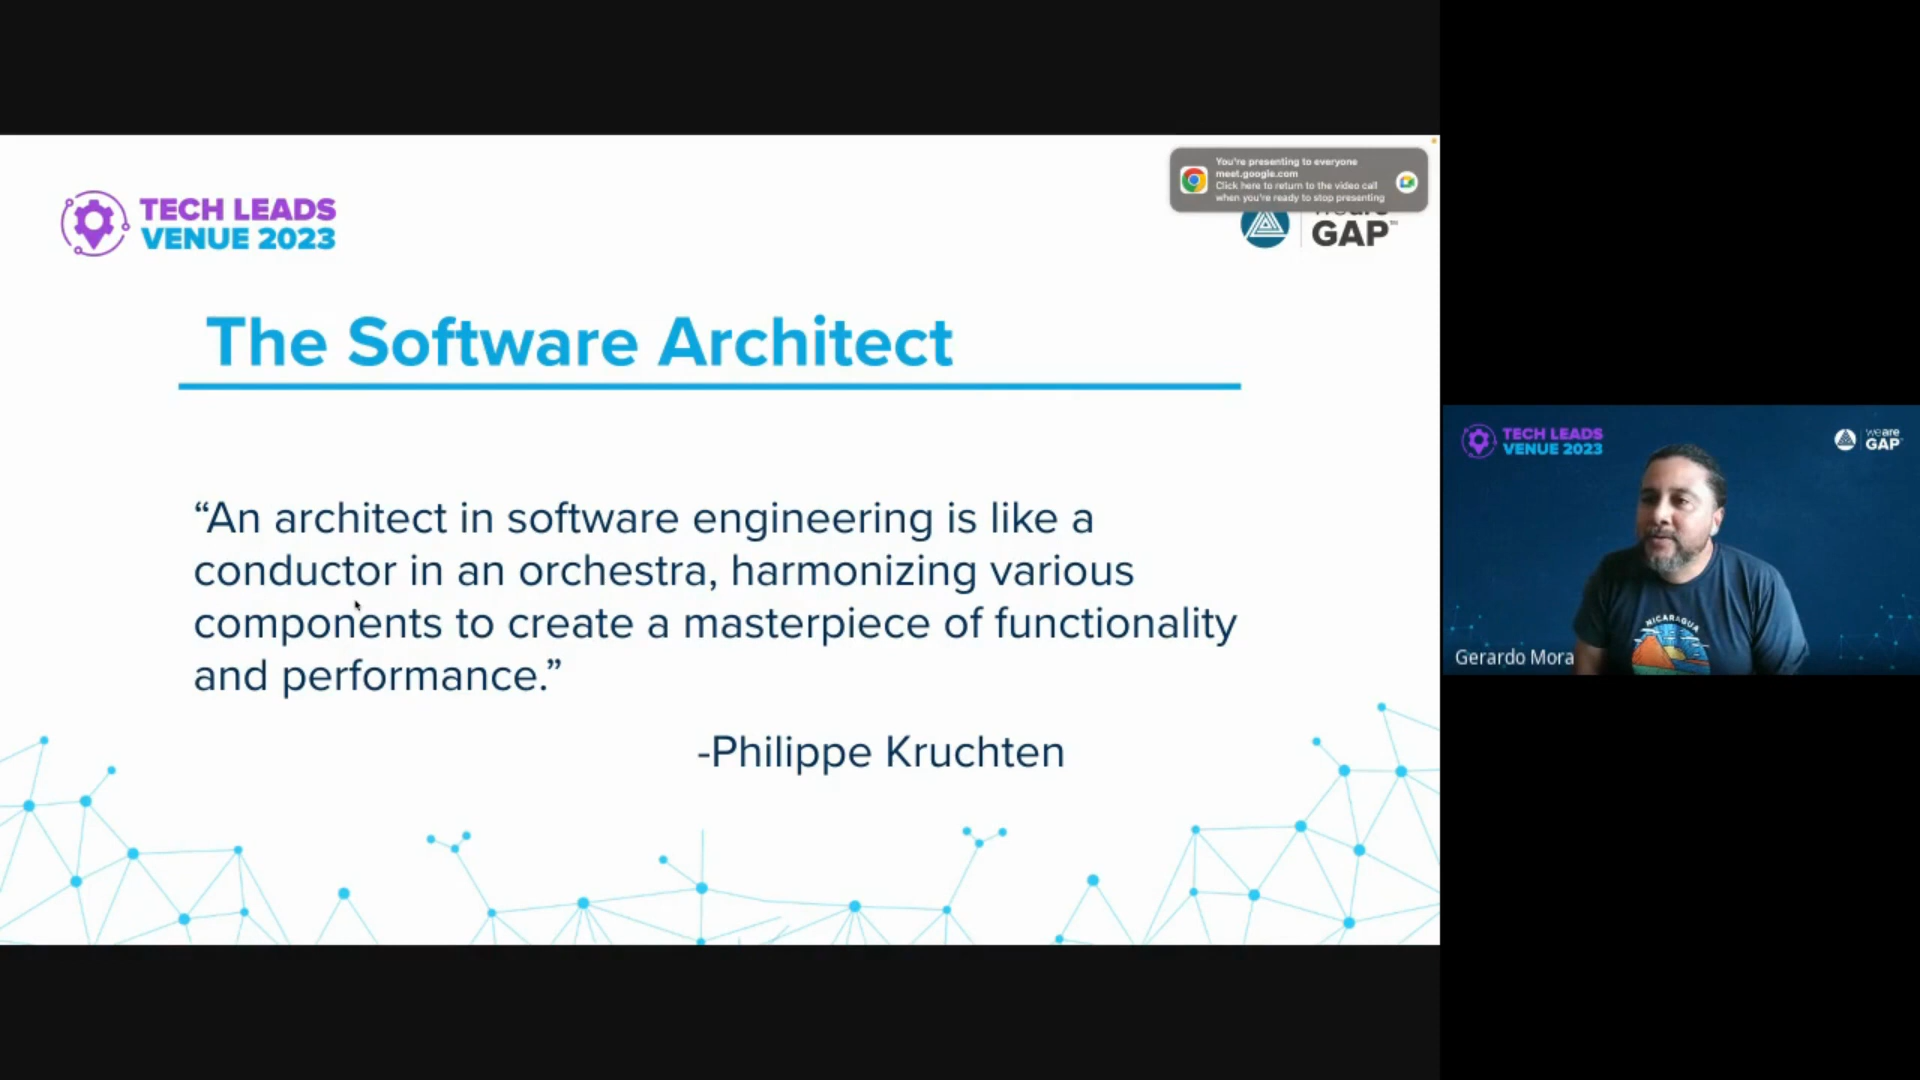 You're presenting to everyone
meet.google.com
Click here to return to the video call
when you're ready to stop presenting
TECH LEADS
VENUE 2023
GAP™
The Software Architect
“An architect in software engineering is like a
conductor in an orchestra, harmonizing various
components to create a masterpiece of functionality
and performance.”
-Philippe Kruchten
TECH LEADS
VENUE 2023
weare
GAP
NICARAGUA
Gerardo Mora